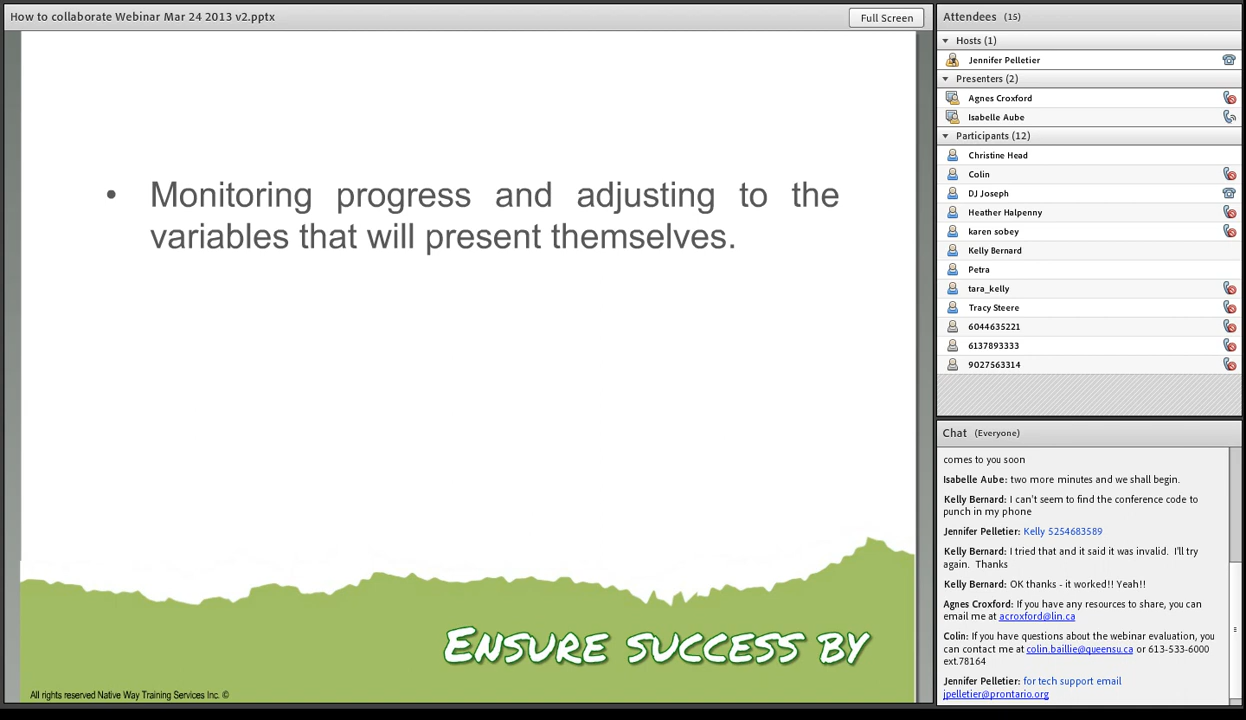 How to collaborate Webinar Mar 24 2013 v2.pptx
Full Screen
• Monitoring progress and adjusting to the
variables that will present themselves.
Ensure success by
All rights reserved Native Way Training Services Inc. ©
Attendees (15)
Hosts (1)
Jennifer Pelletier
Presenters (2)
Agnes Croxford
Isabelle Aube
Participants (12)
Christine Head
Colin
DJ Joseph
Heather Halpenny
karen sobey
Kelly Bernard
Petra
tara_kelly
Tracy Steere
6044635221
6137893333
9027563314
Chat (Everyone)
comes to you soon
Isabelle Aube: two more minutes and we shall begin.
Kelly Bernard: I can't seem to find the conference code to
punch in my phone
Jennifer Pelletier: Kelly 5254683589
Kelly Bernard: I tried that and it said it was invalid. I'll try
again. Thanks
Kelly Bernard: OK thanks - it worked!! Yeah!!
Agnes Croxford: If you have any resources to share, you can
email me at acroxford@lin.ca
Colin: If you have questions about the webinar evaluation, you
can contact me at colin.baillie@queensu.ca or 613-533-6000
ext.78164
Jennifer Pelletier: for tech support email
jpelletier@prontario.org